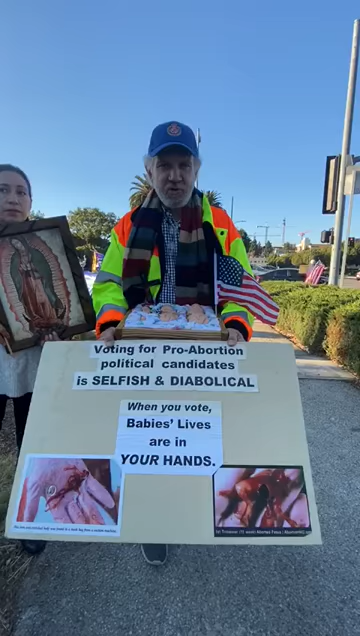 Voting for Pro-Abortion
political candidates
is SELFISH & DIABOLICAL
When you vote,
Babies' Lives
are in
YOUR HANDS.